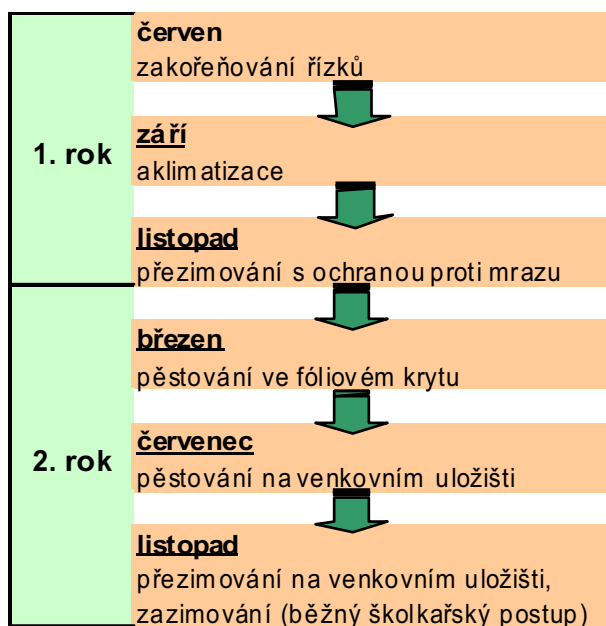 1. rok
červen
zakořeňování řízků
září
aklimatizace
listopad
přezimování s ochranou proti mrazu
2. rok
březen
pěstování ve fóliovém krytu
červenec
pěstování na venkovním uložišti
listopad
přezimování na venkovním uložišti,
zazimování (běžný školkařský postup)